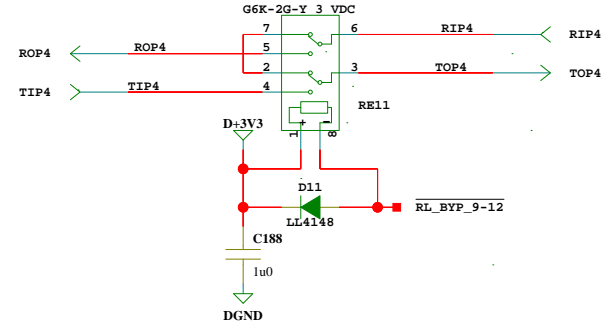 G6K-2G-Y 3 VDC
7 6 RIP4 RIP4
ROP4 ROP4 5
2 3 TOP4 TOP4
TIP4 TIP4 4
RE11
+ −
D+3V3 1 8
D11
RL_BYP_9-12
LL4148
C188
1u0
DGND